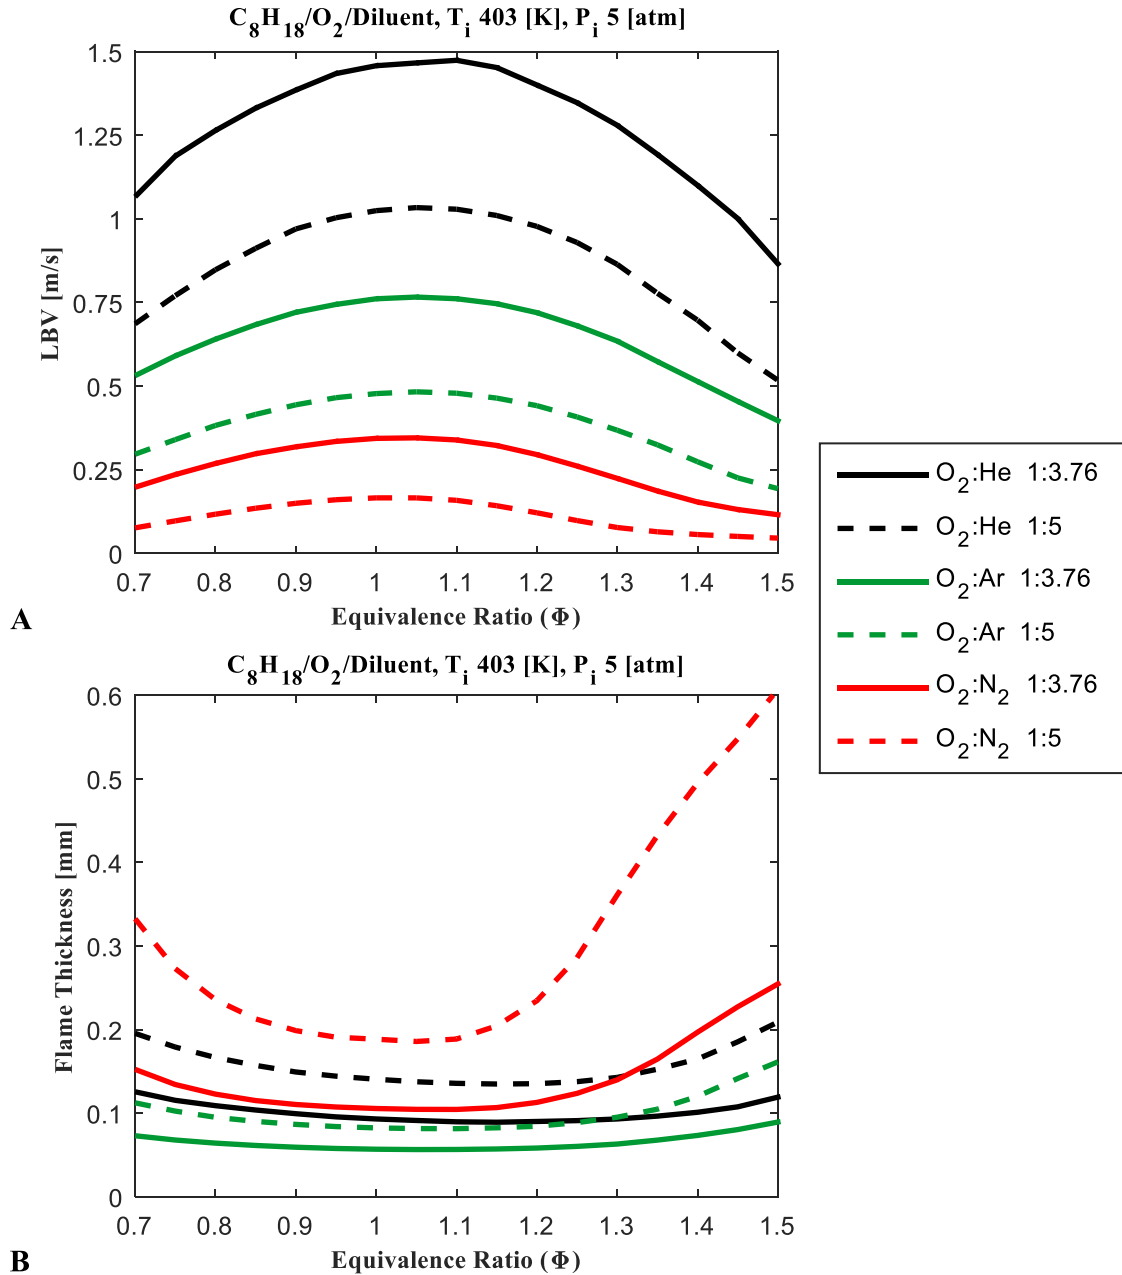 C8H18/O2/Diluent, Ti 403 [K], Pi 5 [atm]
1.5
1.25
1
0.75
0.5
0.25
0
LBV [m/s]
0.7 0.8 0.9 1 1.1 1.2 1.3 1.4 1.5
Equivalence Ratio (Φ)
A
O2:He 1:3.76
O2:He 1:5
O2:Ar 1:3.76
O2:Ar 1:5
O2:N2 1:3.76
O2:N2 1:5
C8H18/O2/Diluent, Ti 403 [K], Pi 5 [atm]
0.6
0.5
0.4
0.3
0.2
0.1
0
Flame Thickness [mm]
0.7 0.8 0.9 1 1.1 1.2 1.3 1.4 1.5
Equivalence Ratio (Φ)
B